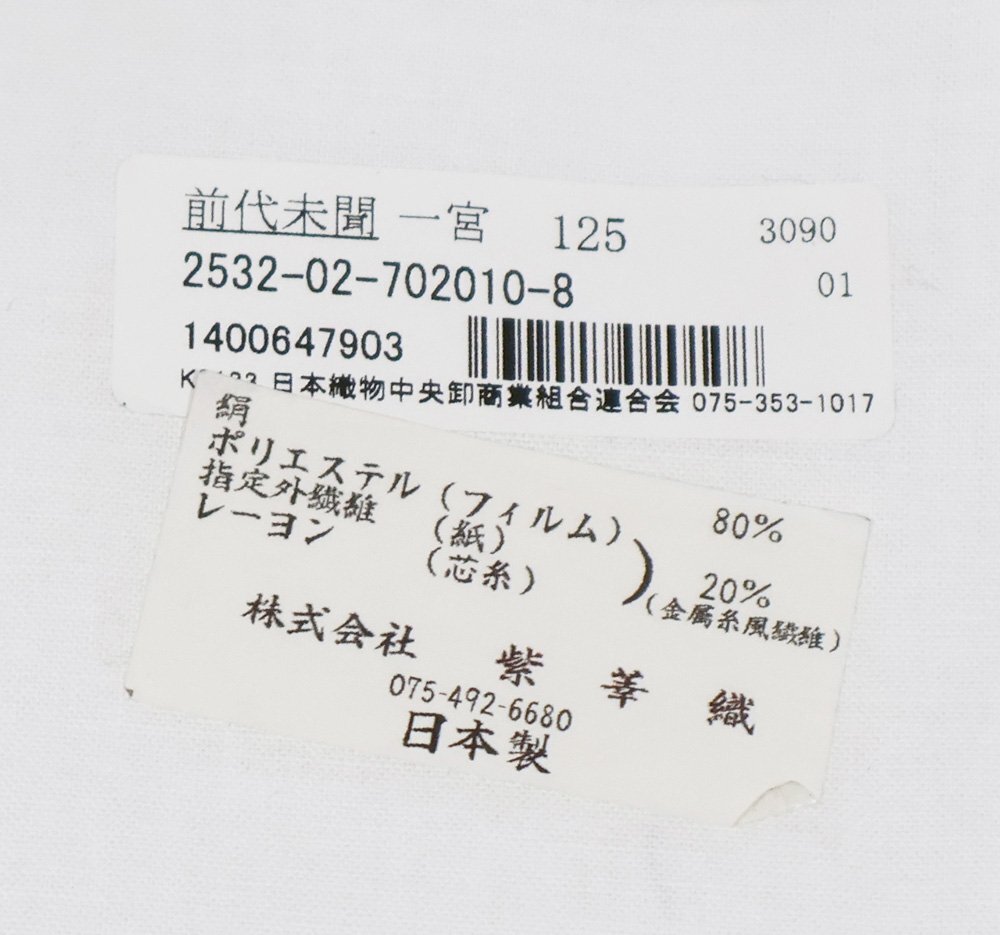 前代未聞 一宮 125 3090
2532-02-702010-8 01
1400647903
日本織物中央卸商業組合連合会 075-353-1017
絹 80%
ポリエステル (フィルム)
指定外繊維 (紙) 20%
レーヨン (芯糸) (金属糸風繊維)
株式会社 紫 莘 織
075-492-6680
日本製